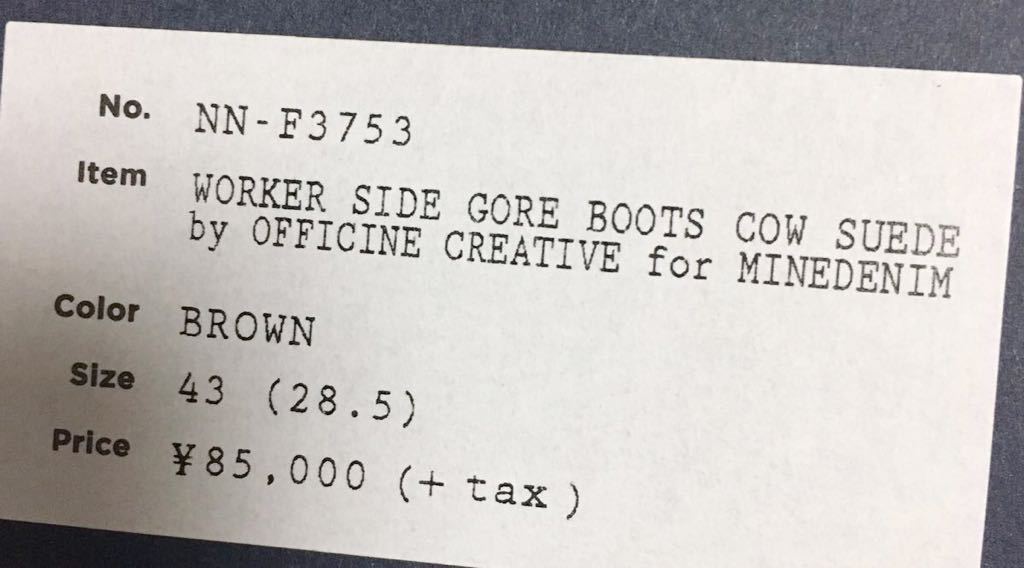 No. NN-F3753
Item WORKER SIDE GORE BOOTS COW SUEDE
by OFFICINE CREATIVE for MINEDENIM
Color BROWN
Size 43 (28.5)
Price ¥85,000 (+ tax)